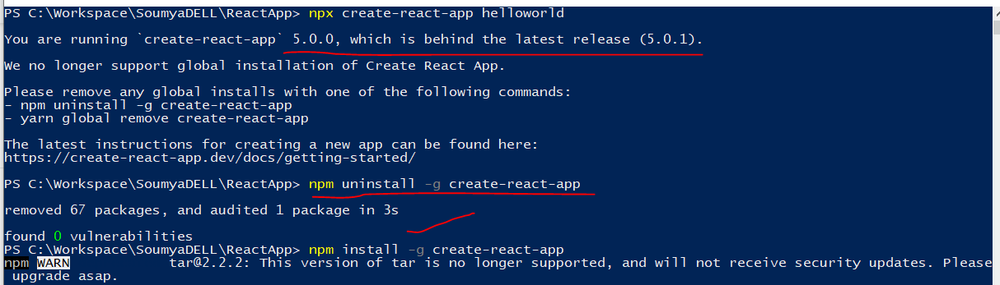 PS C:\Workspace\SoumyaDELL\ReactApp> npx create-react-app helloworld
You are running `create-react-app` 5.0.0, which is behind the latest release (5.0.1).
We no longer support global installation of Create React App.
Please remove any global installs with one of the following commands:
- npm uninstall -g create-react-app
- yarn global remove create-react-app
The latest instructions for creating a new app can be found here:
https://create-react-app.dev/docs/getting-started/
PS C:\Workspace\SoumyaDELL\ReactApp> npm uninstall -g create-react-app
removed 67 packages, and audited 1 package in 3s
found 0 vulnerabilities
PS C:\Workspace\SoumyaDELL\ReactApp> npm install -g create-react-app
npm WARN            tar@2.2.2: This version of tar is no longer supported, and will not receive security updates. Please
 upgrade asap.